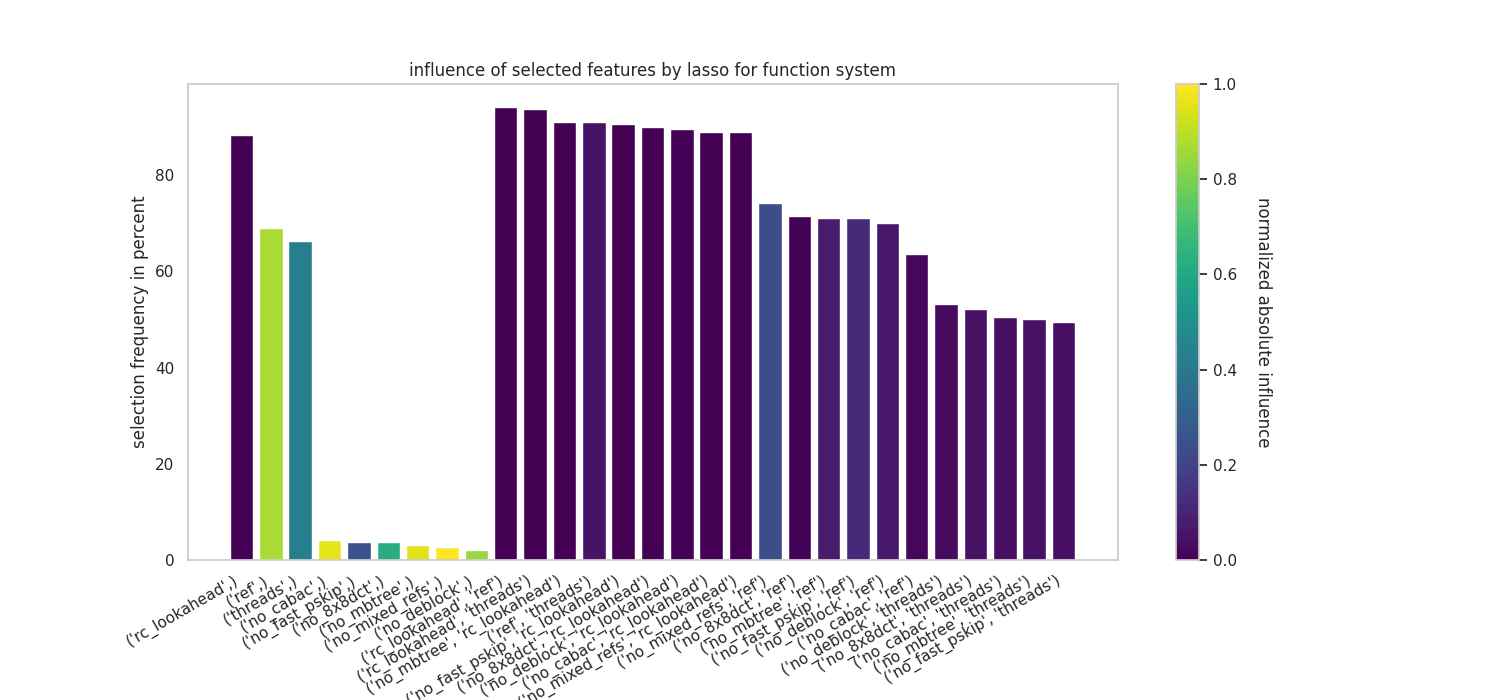 influence of selected features by lasso for function system
selection frequency in percent
80
60
40
20
0
('rc_lookahead',)
('ref',)
('threads',)
('no_cabac',)
('no_fast_pskip',)
('no_8x8dct',)
('no_mbtree',)
('no_mixed_refs',)
('no_deblock',)
('rc_lookahead', 'ref')
('rc_lookahead', 'threads')
('no_mbtree', 'rc_lookahead')
('ref', 'threads')
('no_fast_pskip', 'rc_lookahead')
('no_8x8dct', 'rc_lookahead')
('no_deblock', 'rc_lookahead')
('no_cabac', 'rc_lookahead')
('no_mixed_refs', 'rc_lookahead')
('no_mixed_refs', 'ref')
('no_8x8dct', 'ref')
('no_mbtree', 'ref')
('no_fast_pskip', 'ref')
('no_deblock', 'ref')
('no_cabac', 'ref')
('no_deblock', 'threads')
('no_8x8dct', 'threads')
('no_cabac', 'threads')
('no_mbtree', 'threads')
('no_fast_pskip', 'threads')
1.0
0.8
0.6
0.4
0.2
0.0
normalized absolute influence